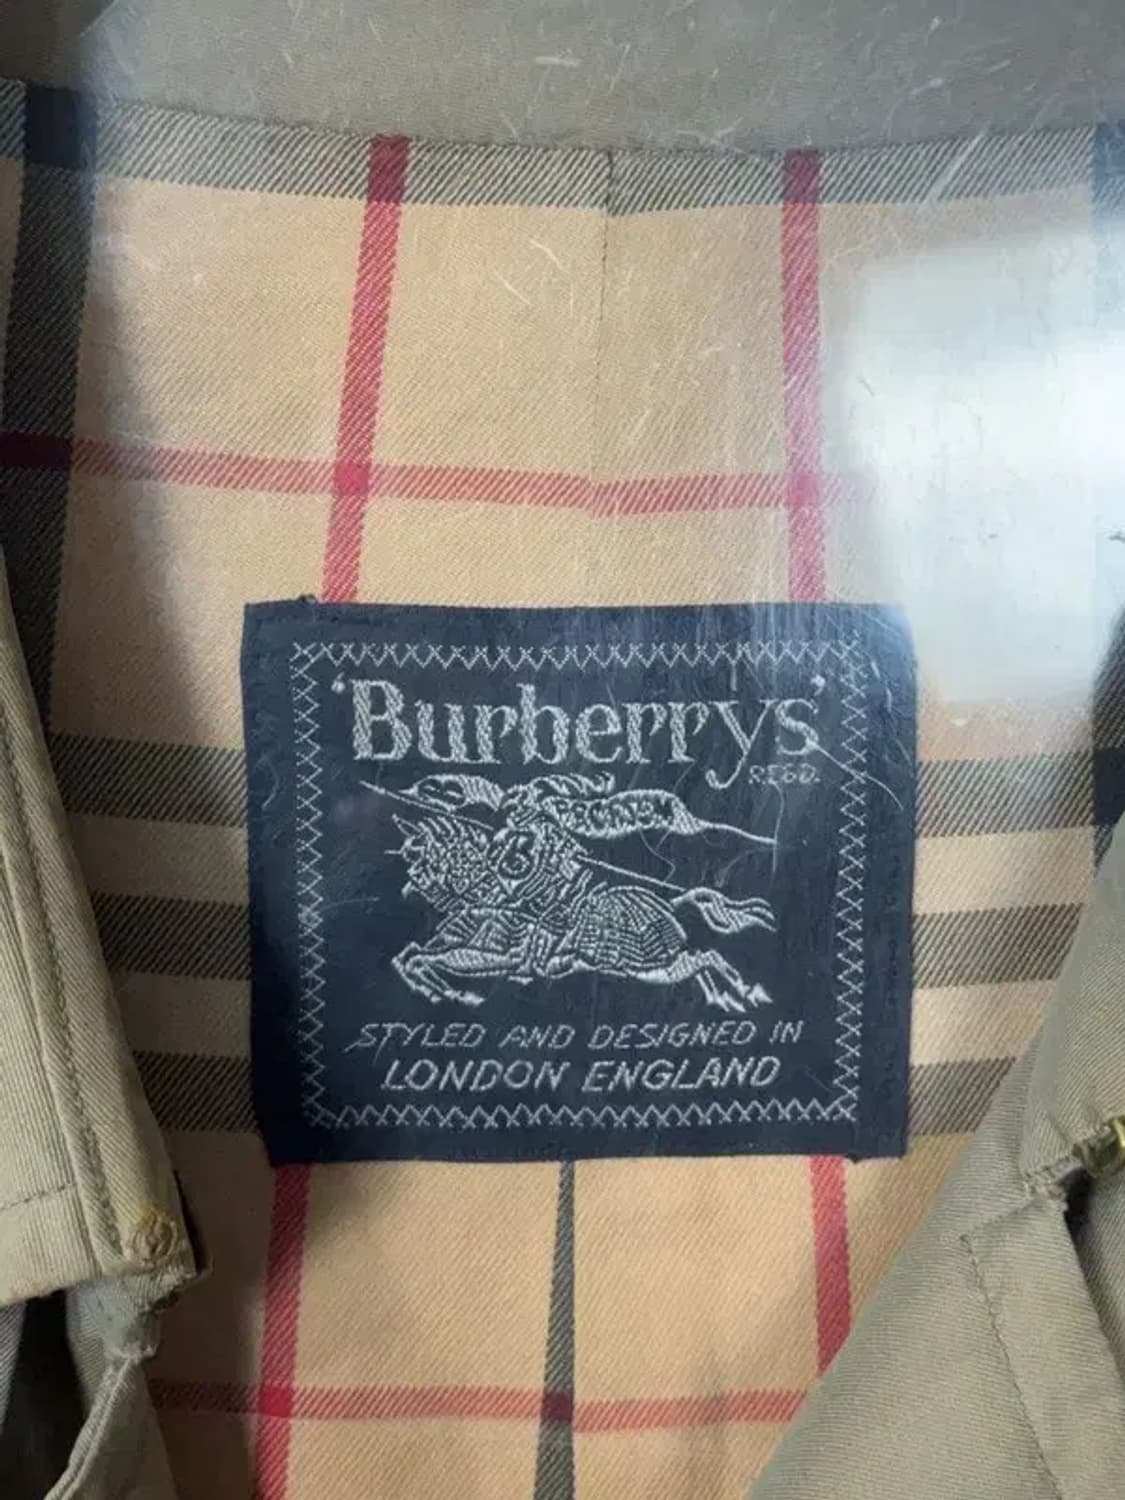 'Burberrys'
REGD.
PRORSUM
STYLED AND DESIGNED IN
LONDON ENGLAND